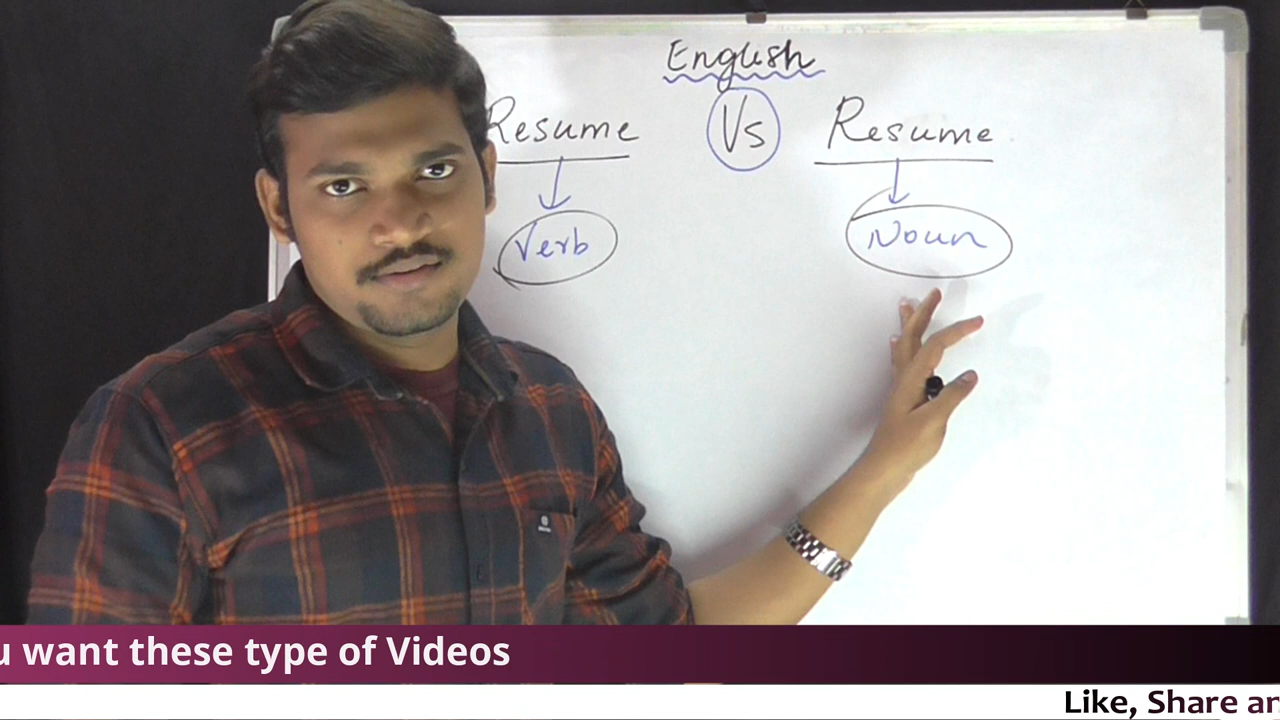 English
Resume Vs Resume
Verb Noun
u want these type of Videos
Like, Share an